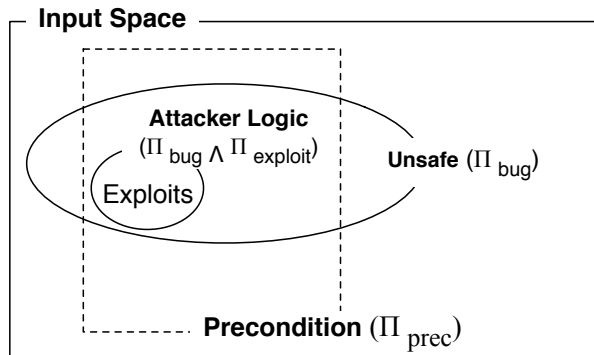 Input Space
Attacker Logic
(Π bug ∧ Π exploit)
Unsafe (Π bug)
Exploits
Precondition (Π prec)